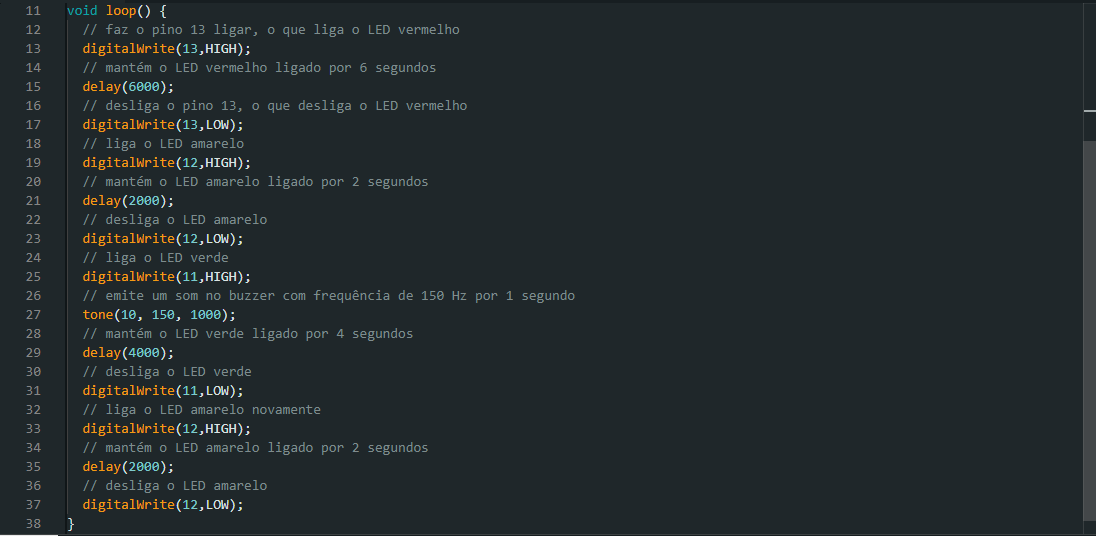 11 void loop() {
12 // faz o pino 13 ligar, o que liga o LED vermelho
13 digitalWrite(13,HIGH);
14 // mantém o LED vermelho ligado por 6 segundos
15 delay(6000);
16 // desliga o pino 13, o que desliga o LED vermelho
17 digitalWrite(13,LOW);
18 // liga o LED amarelo
19 digitalWrite(12,HIGH);
20 // mantém o LED amarelo ligado por 2 segundos
21 delay(2000);
22 // desliga o LED amarelo
23 digitalWrite(12,LOW);
24 // liga o LED verde
25 digitalWrite(11,HIGH);
26 // emite um som no buzzer com frequência de 150 Hz por 1 segundo
27 tone(10, 150, 1000);
28 // mantém o LED verde ligado por 4 segundos
29 delay(4000);
30 // desliga o LED verde
31 digitalWrite(11,LOW);
32 // liga o LED amarelo novamente
33 digitalWrite(12,HIGH);
34 // mantém o LED amarelo ligado por 2 segundos
35 delay(2000);
36 // desliga o LED amarelo
37 digitalWrite(12,LOW);
38 }